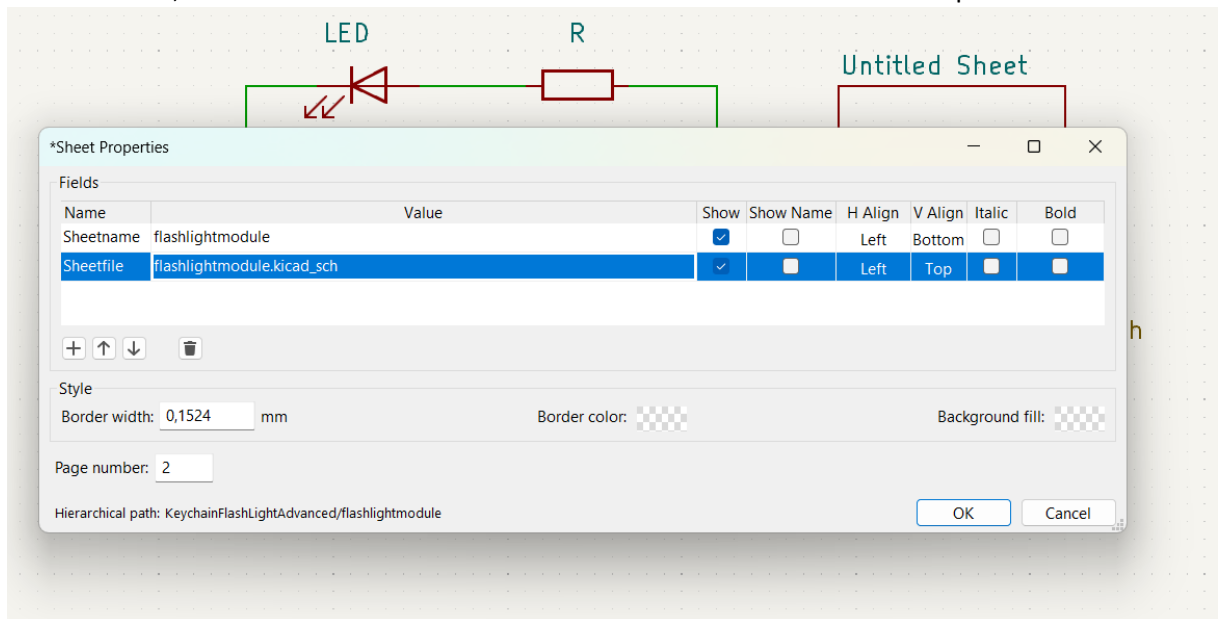 LED R
Untitled Sheet
*Sheet Properties
Fields
Name Value Show Show Name H Align V Align Italic Bold
Sheetname flashlightmodule Left Bottom
Sheetfile flashlightmodule.kicad_sch Left Top
h
Style
Border width: 0,1524 mm Border color: Background fill:
Page number: 2
Hierarchical path: KeychainFlashLightAdvanced/flashlightmodule OK Cancel